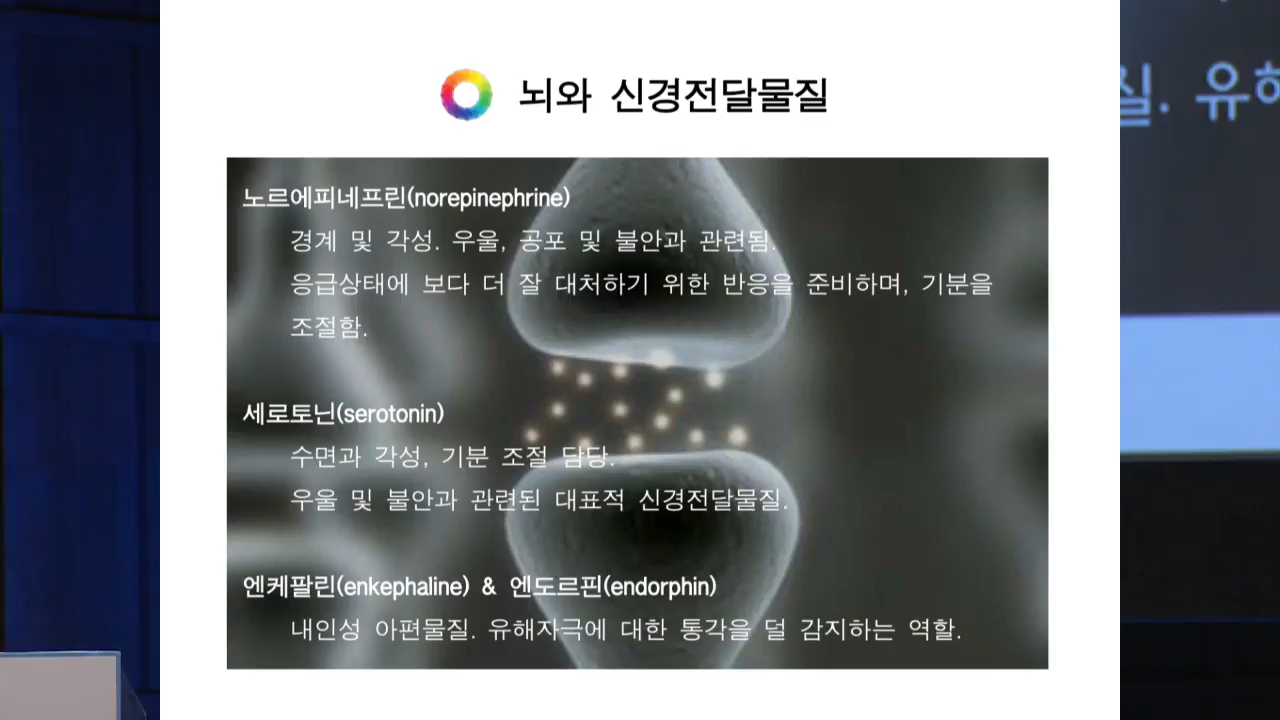 뇌와 신경전달물질
노르에피네프린(norepinephrine)
경계 및 각성. 우울, 공포 및 불안과 관련됨.
응급상태에 보다 더 잘 대처하기 위한 반응을 준비하며, 기분을
조절함.
세로토닌(serotonin)
수면과 각성, 기분 조절 담당.
우울 및 불안과 관련된 대표적 신경전달물질.
엔케팔린(enkephaline) & 엔도르핀(endorphin)
내인성 아편물질. 유해자극에 대한 통각을 덜 감지하는 역할.
질. 유해